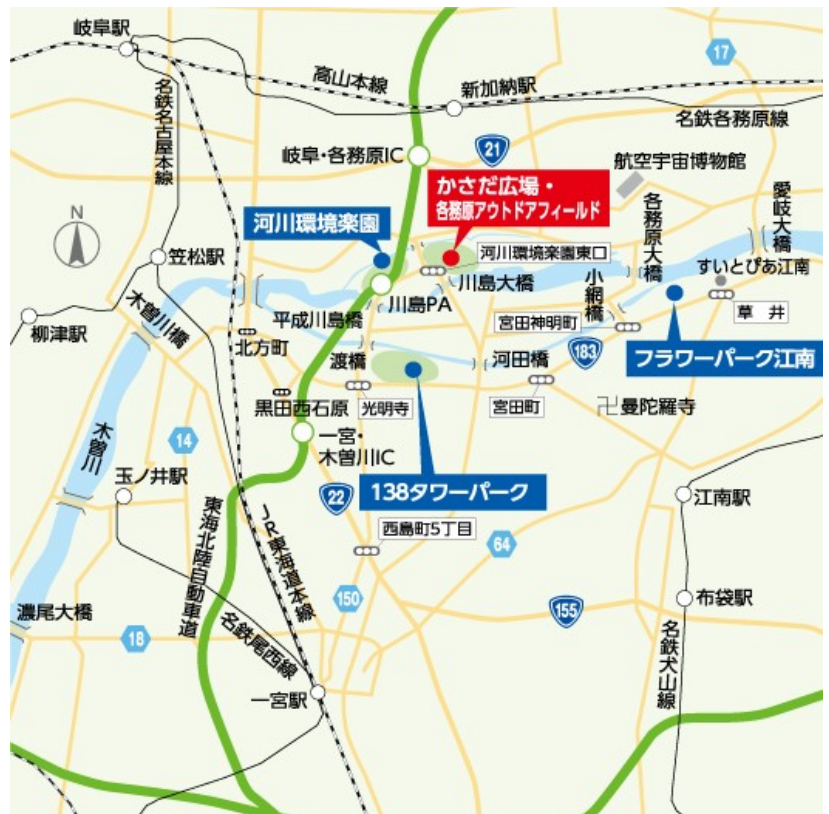 岐阜駅
17
高山本線
新加納駅
名鉄名古屋本線
名鉄各務原線
21
岐阜・各務原IC
航空宇宙博物館
かさだ広場・
各務原アウトドアフィールド
各務原大橋
愛岐大橋
N
河川環境楽園
河川環境楽園東口
笠松駅
川島大橋
すいとぴあ江南
川島PA
小網橋
草井
平成川島橋
木曽川橋
宮田神明町
柳津駅
北方町
渡橋
河田橋
183
フラワーパーク江南
黒田西石原
光明寺
宮田町
卍曼陀羅寺
一宮・
木曽川IC
木曽川
14
玉ノ井駅
22
138タワーパーク
江南駅
東海北陸自動車道
JR東海道本線
西島町5丁目
64
150
155
布袋駅
濃尾大橋
18
名鉄尾西線
名鉄犬山線
一宮駅